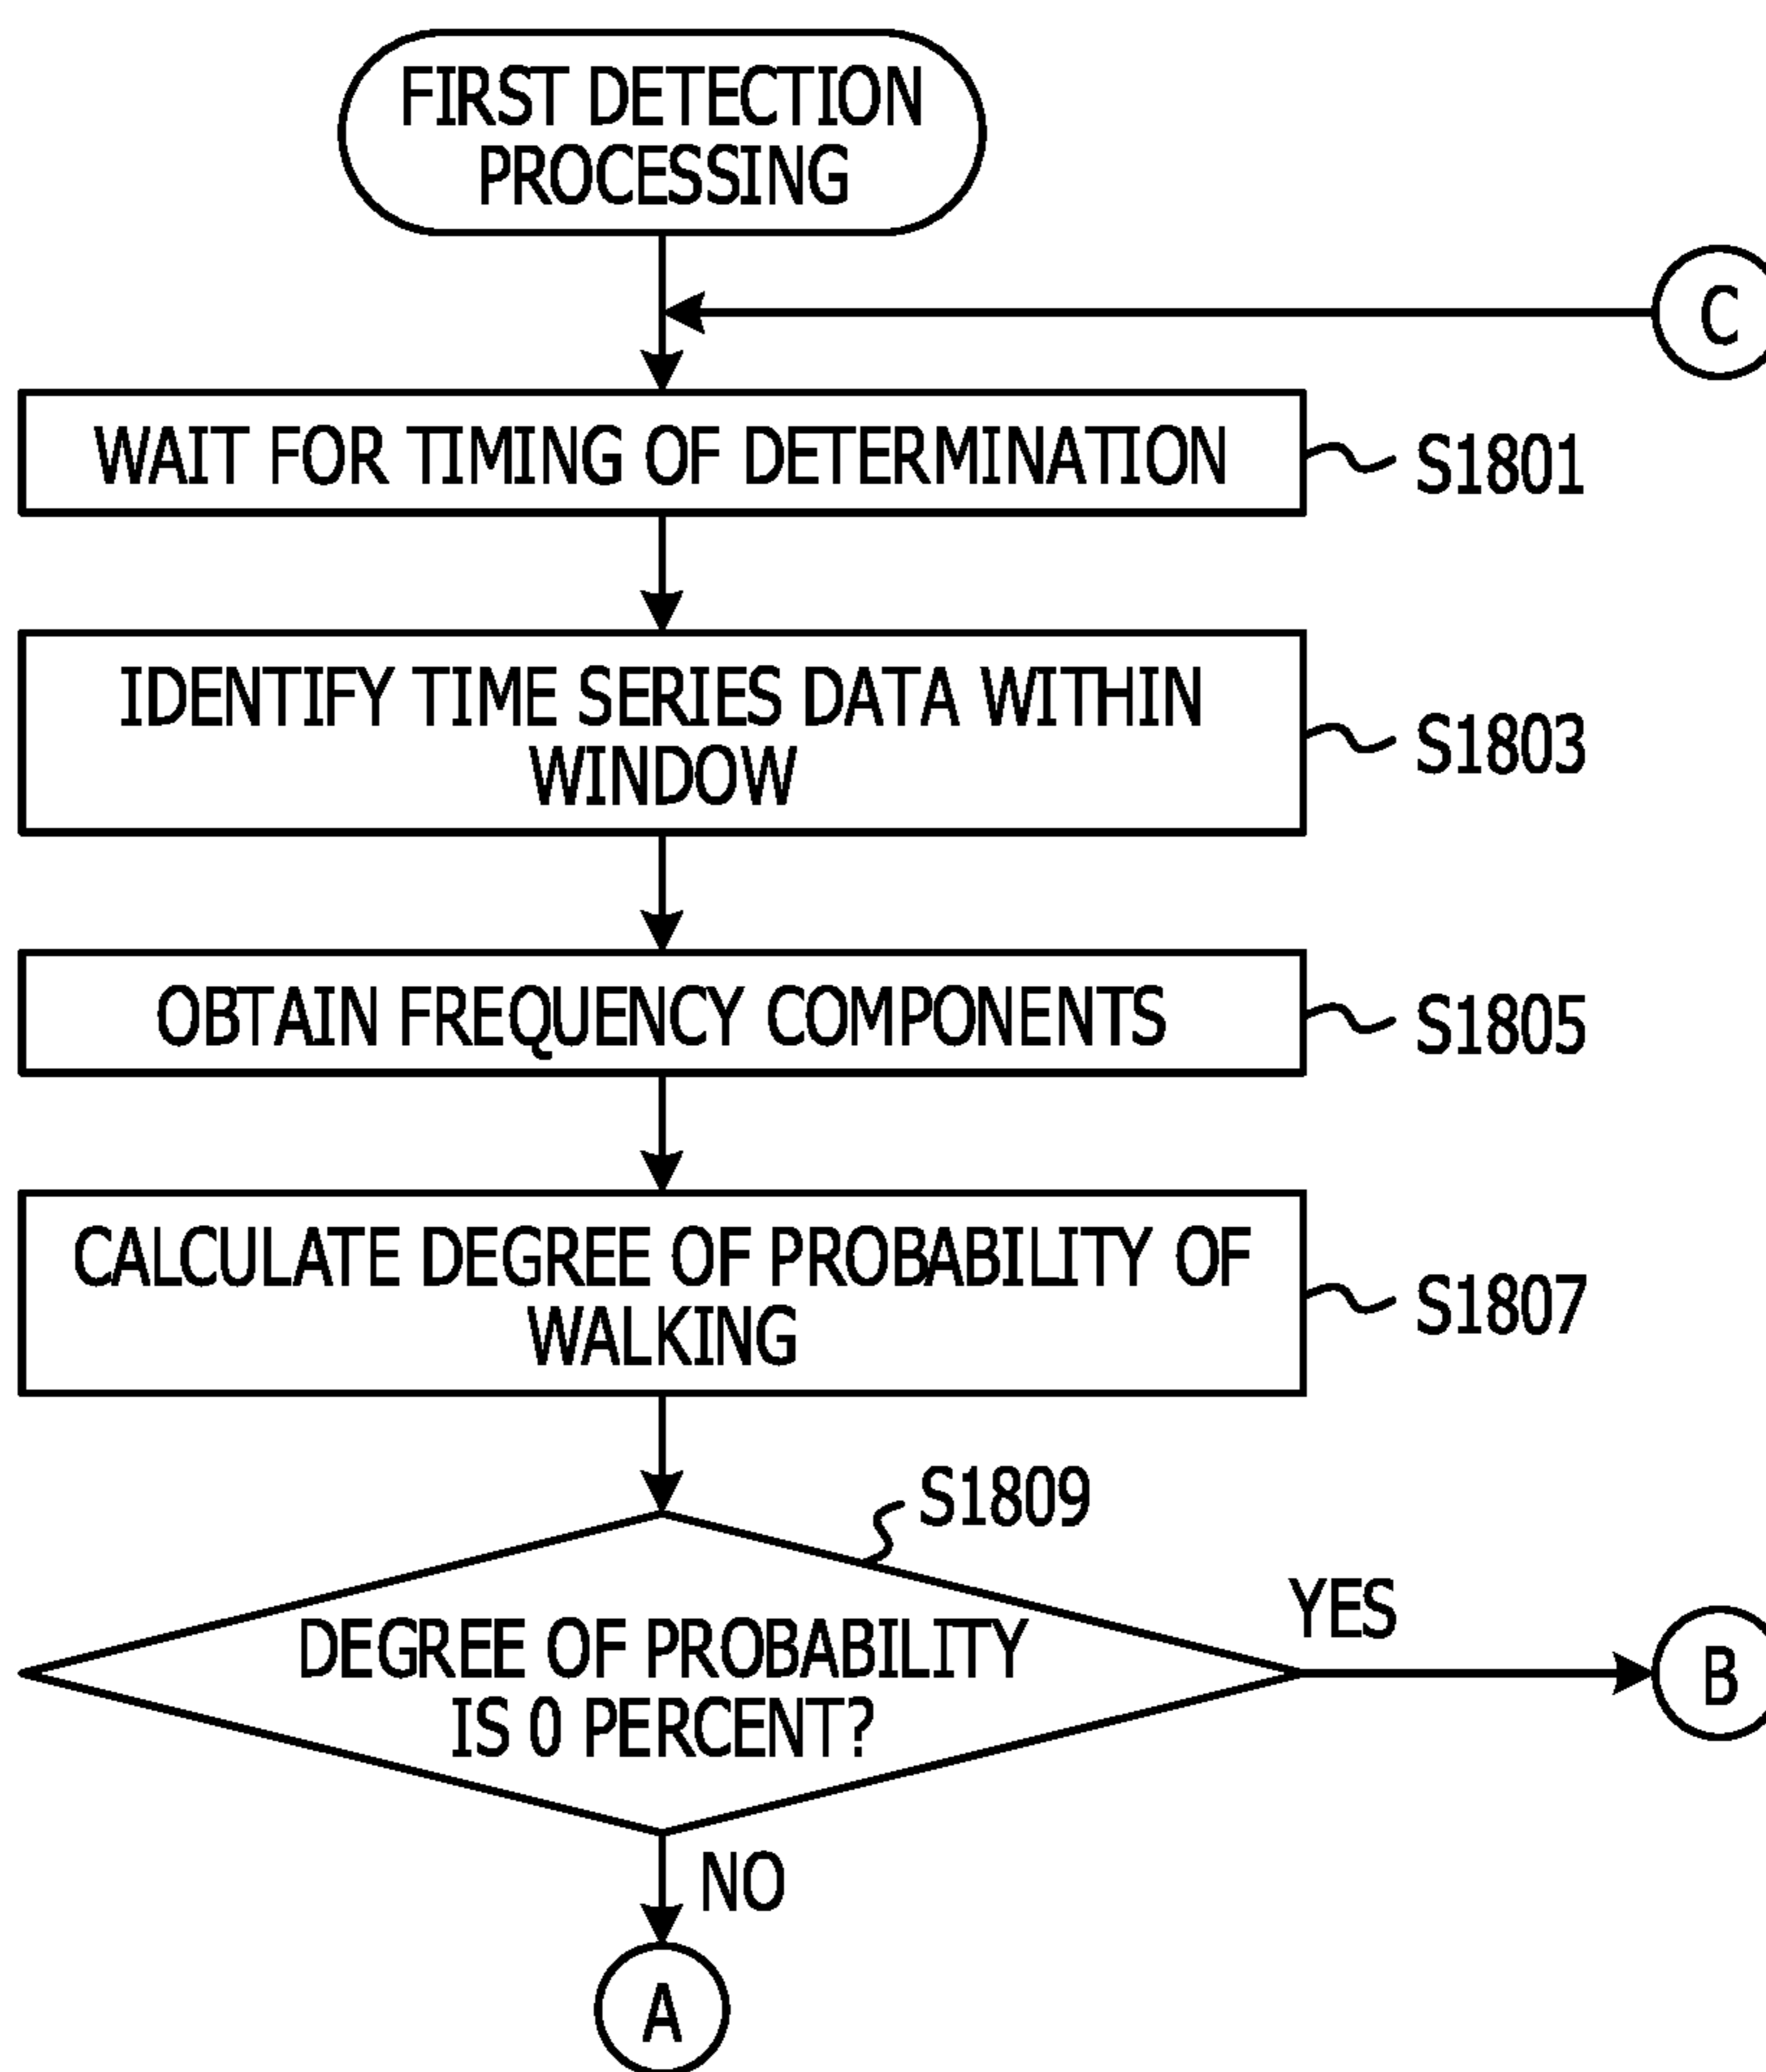 FIRST DETECTION
PROCESSING
C
WAIT FOR TIMING OF DETERMINATION
S1801
IDENTIFY TIME SERIES DATA WITHIN
WINDOW
S1803
OBTAIN FREQUENCY COMPONENTS
S1805
CALCULATE DEGREE OF PROBABILITY OF
WALKING
S1807
S1809
DEGREE OF PROBABILITY
IS 0 PERCENT?
YES
B
NO
A